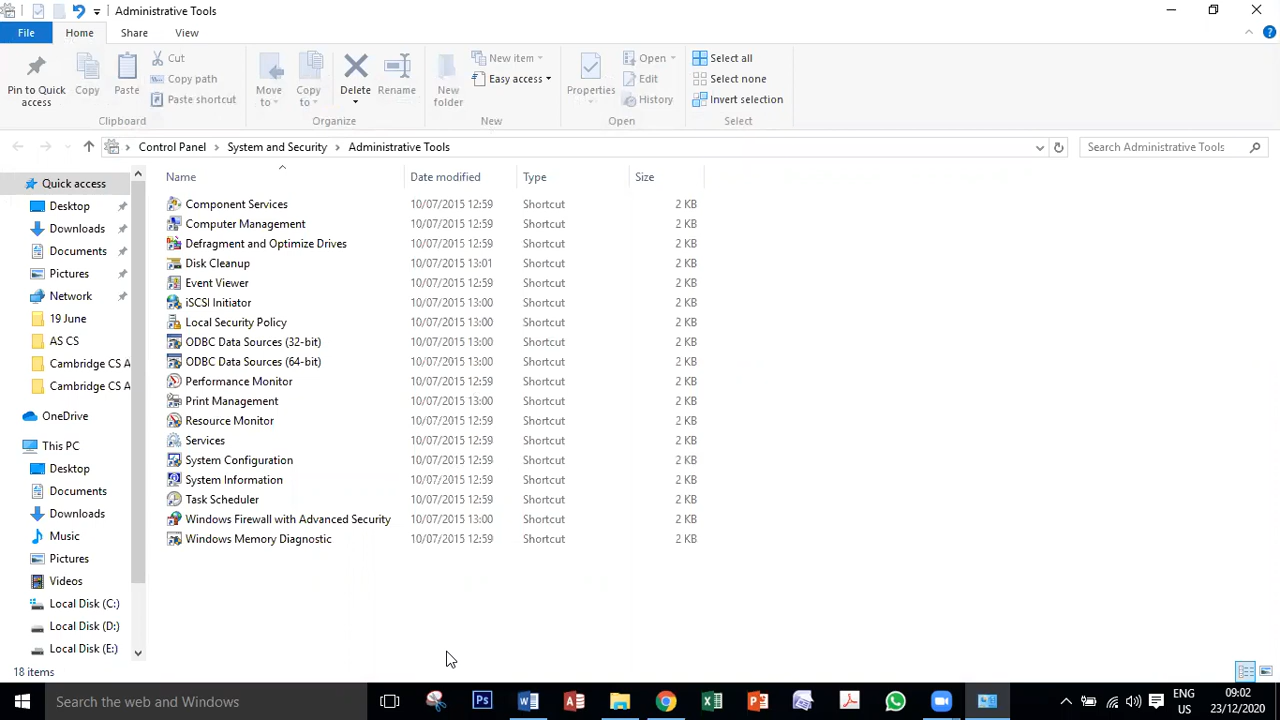 Administrative Tools
File Home Share View
Pin to Quick access
Copy
Paste
Cut
Copy path
Paste shortcut
Clipboard
Move to
Copy to
Delete
Rename
Organize
New folder
New item
Easy access
New
Properties
Open
Edit
History
Open
Select all
Select none
Invert selection
Select
Control Panel System and Security Administrative Tools
Search Administrative Tools
Quick access
Desktop
Downloads
Documents
Pictures
Network
19 June
AS CS
Cambridge CS A
Cambridge CS A
OneDrive
This PC
Desktop
Documents
Downloads
Music
Pictures
Videos
Local Disk (C:)
Local Disk (D:)
Local Disk (E:)
Name Date modified Type Size
Component Services 10/07/2015 12:59 Shortcut 2 KB
Computer Management 10/07/2015 12:59 Shortcut 2 KB
Defragment and Optimize Drives 10/07/2015 12:59 Shortcut 2 KB
Disk Cleanup 10/07/2015 13:01 Shortcut 2 KB
Event Viewer 10/07/2015 12:59 Shortcut 2 KB
iSCSI Initiator 10/07/2015 13:00 Shortcut 2 KB
Local Security Policy 10/07/2015 13:00 Shortcut 2 KB
ODBC Data Sources (32-bit) 10/07/2015 13:00 Shortcut 2 KB
ODBC Data Sources (64-bit) 10/07/2015 13:00 Shortcut 2 KB
Performance Monitor 10/07/2015 12:59 Shortcut 2 KB
Print Management 10/07/2015 13:00 Shortcut 2 KB
Resource Monitor 10/07/2015 12:59 Shortcut 2 KB
Services 10/07/2015 12:59 Shortcut 2 KB
System Configuration 10/07/2015 12:59 Shortcut 2 KB
System Information 10/07/2015 12:59 Shortcut 2 KB
Task Scheduler 10/07/2015 12:59 Shortcut 2 KB
Windows Firewall with Advanced Security 10/07/2015 13:00 Shortcut 2 KB
Windows Memory Diagnostic 10/07/2015 12:59 Shortcut 2 KB
18 items
Search the web and Windows
Ps
ENG
US
09:02
23/12/2020